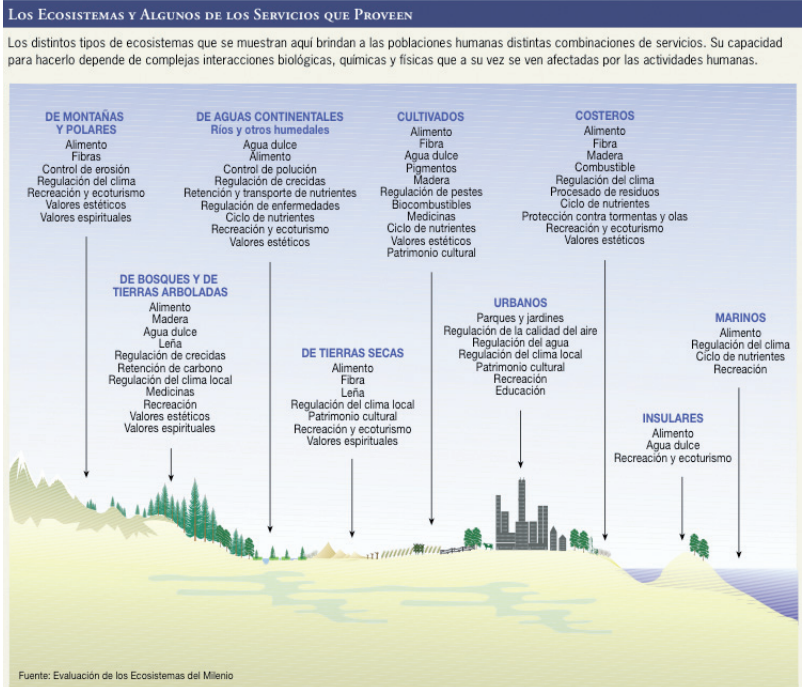 LOS ECOSISTEMAS Y ALGUNOS DE LOS SERVICIOS QUE PROVEEN
Los distintos tipos de ecosistemas que se muestran aquí brindan a las poblaciones humanas distintas combinaciones de servicios. Su capacidad
para hacerlo depende de complejas interacciones biológicas, químicas y físicas que a su vez se ven afectadas por las actividades humanas.
DE MONTAÑAS
Y POLARES
Alimento
Fibras
Control de erosión
Regulación del clima
Recreación y ecoturismo
Valores estéticos
Valores espirituales
DE AGUAS CONTINENTALES
Ríos y otros humedales
Agua dulce
Alimento
Control de polución
Regulación de crecidas
Retención y transporte de nutrientes
Regulación de enfermedades
Ciclo de nutrientes
Recreación y ecoturismo
Valores estéticos
CULTIVADOS
Alimento
Fibra
Agua dulce
Pigmentos
Madera
Regulación de pestes
Biocombustibles
Medicinas
Ciclo de nutrientes
Valores estéticos
Patrimonio cultural
COSTEROS
Alimento
Fibra
Madera
Combustible
Regulación del clima
Procesado de residuos
Ciclo de nutrientes
Protección contra tormentas y olas
Recreación y ecoturismo
Valores estéticos
DE BOSQUES Y DE
TIERRAS ARBOLADAS
Alimento
Madera
Agua dulce
Leña
Regulación de crecidas
Retención de carbono
Regulación del clima local
Medicinas
Recreación
Valores estéticos
Valores espirituales
DE TIERRAS SECAS
Alimento
Fibra
Leña
Regulación del clima local
Patrimonio cultural
Recreación y ecoturismo
Valores espirituales
URBANOS
Parques y jardines
Regulación de la calidad del aire
Regulación del agua
Regulación del clima local
Patrimonio cultural
Recreación
Educación
INSULARES
Alimento
Agua dulce
Recreación y ecoturismo
MARINOS
Alimento
Regulación del clima
Ciclo de nutrientes
Recreación
Fuente: Evaluación de los Ecosistemas del Milenio